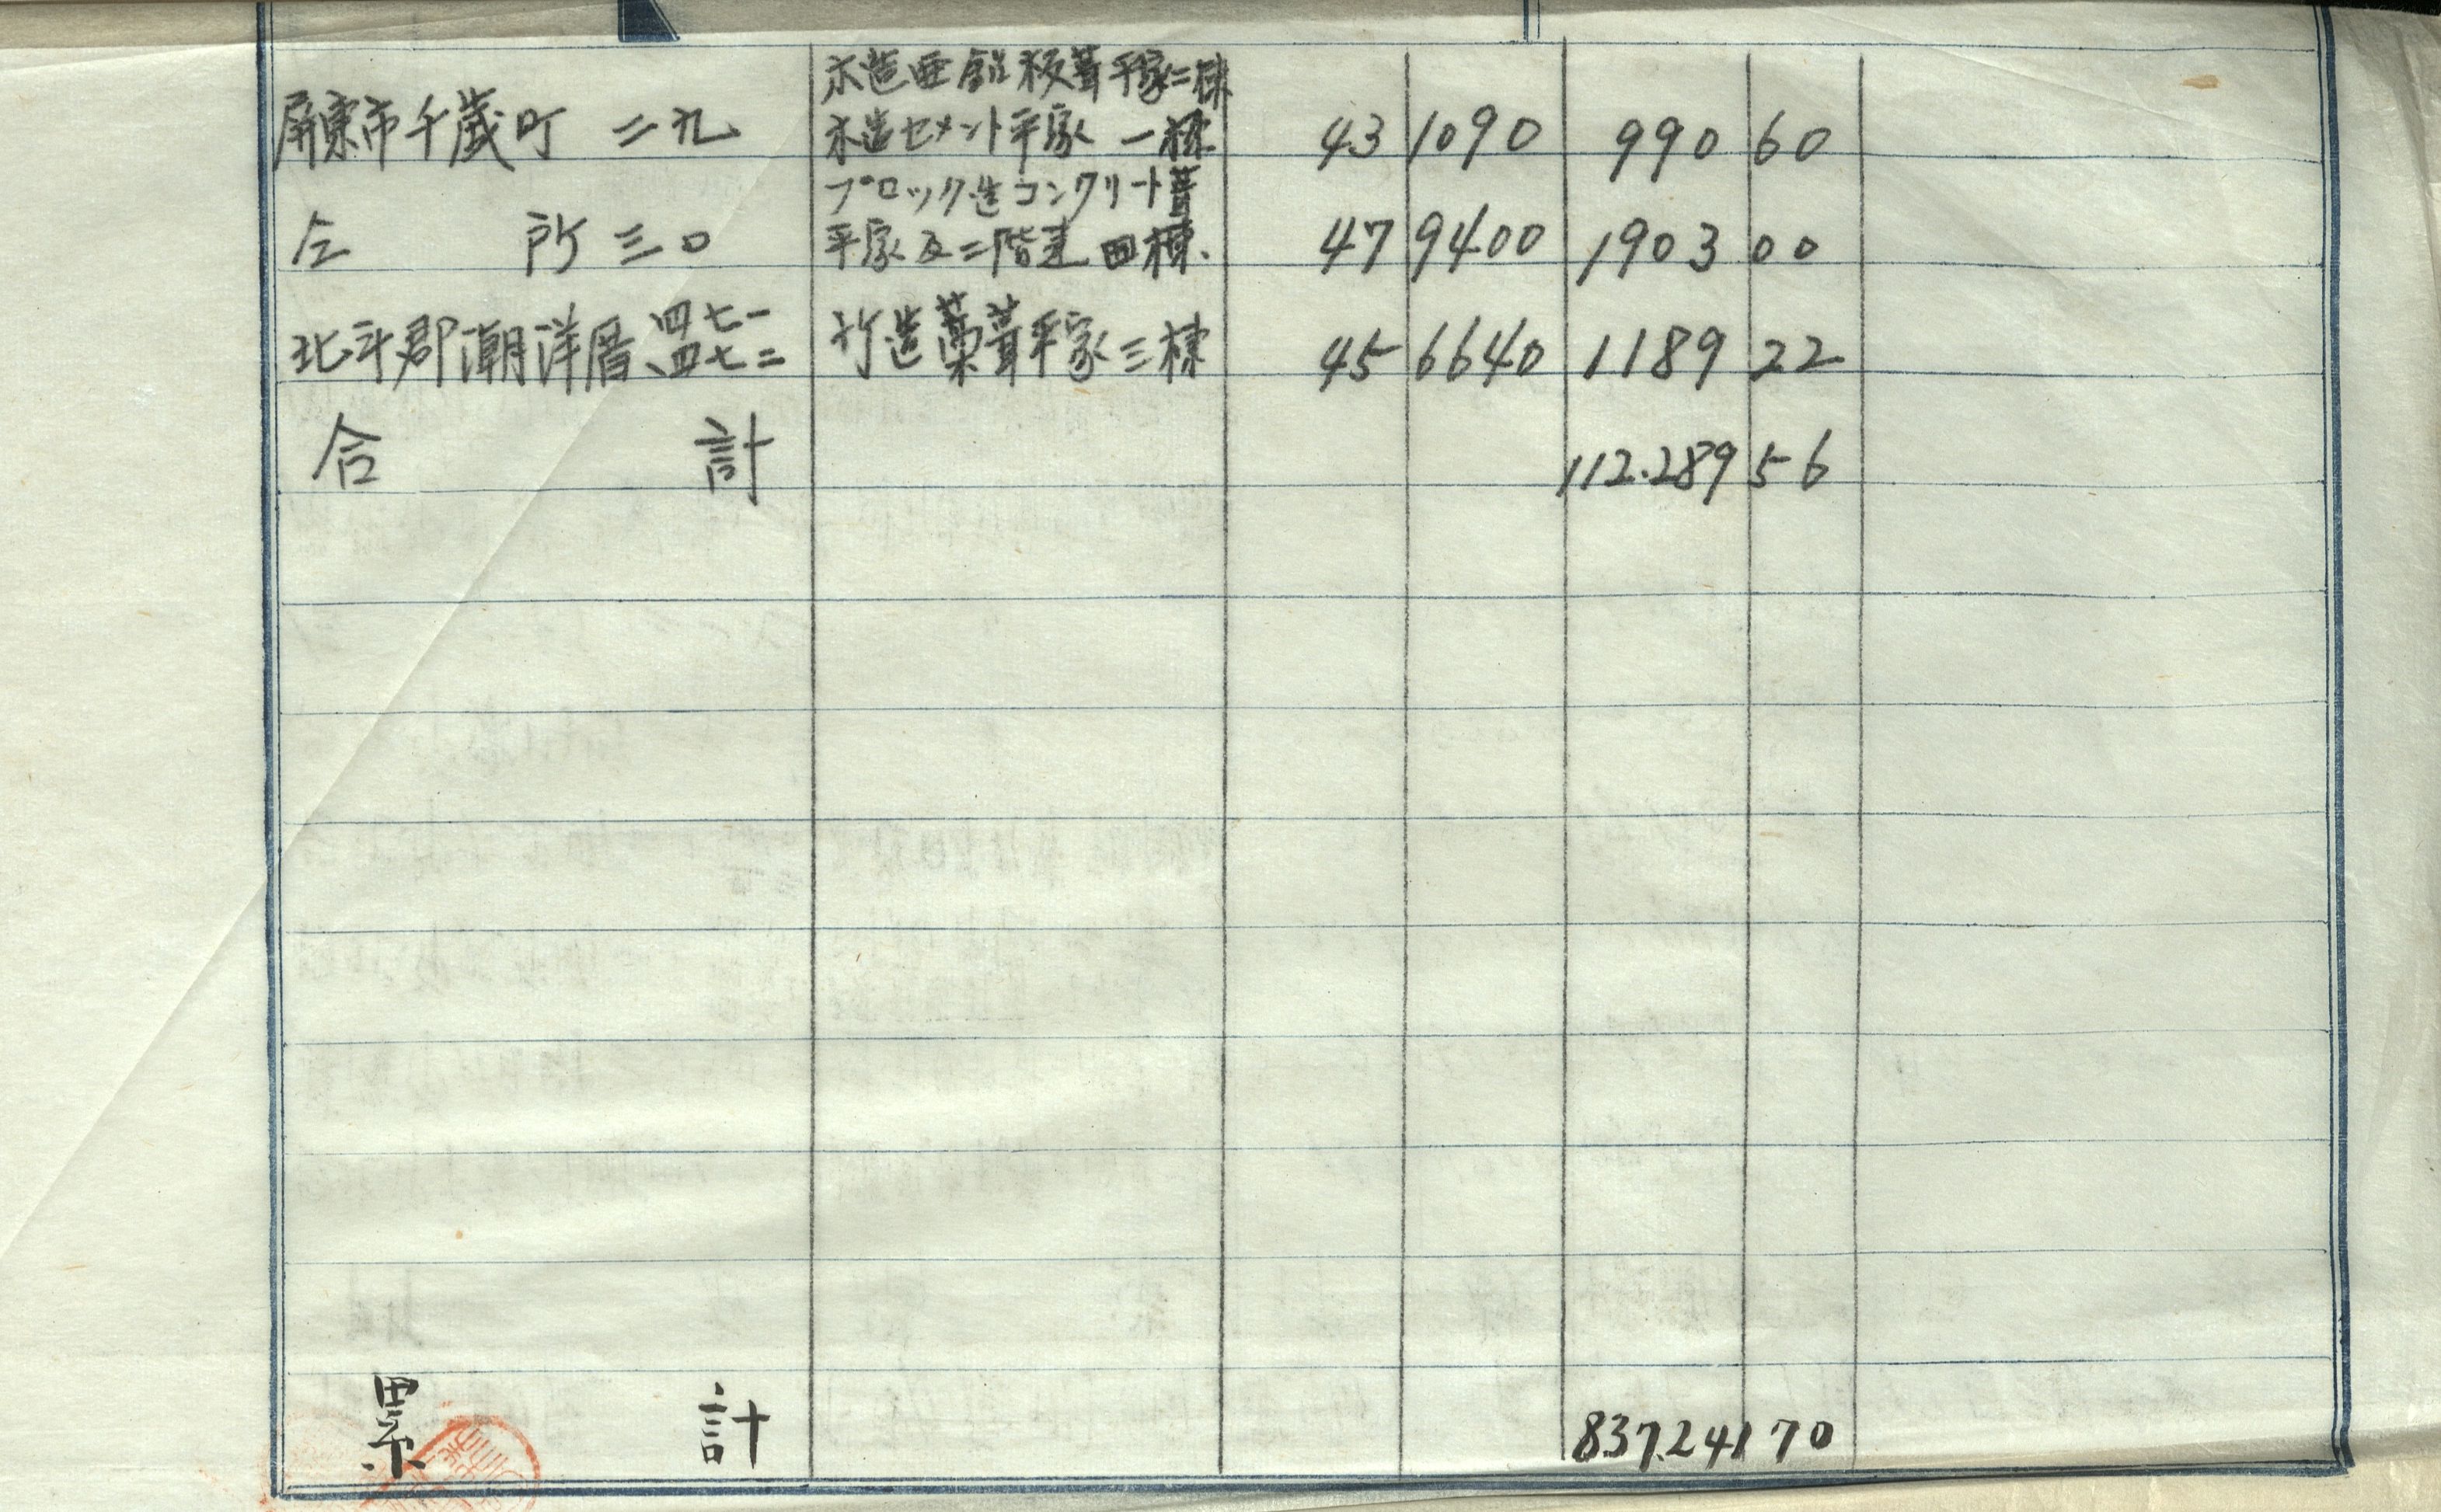 木造亜鉛板葺平家二棟
屏東市千歳町 二九 木造セメント平家 一棟 43 1090 990 60
ブロック造コンクリート葺
仝 所 三〇 平家及二階建 四棟. 47 9400 1903 00
北斗郡潮洋厝、四七一 四七二 竹造藁葺平家三棟 45 6640 1189 22
合 計 112.289 56
累 計 837.241 70